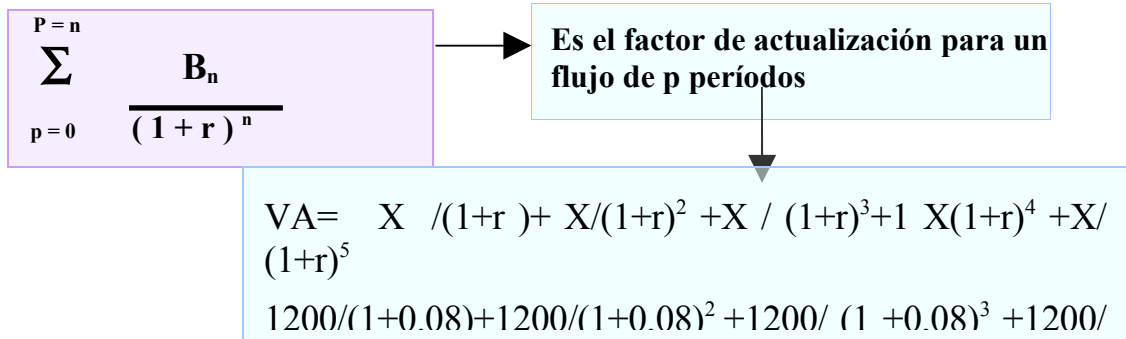 P = n
Σ Bₙ
p = 0 ( 1 + r ) ⁿ
Es el factor de actualización para un
flujo de p períodos
VA= X /(1+r )+ X/(1+r)² +X / (1+r)³+1 X(1+r)⁴ +X/
(1+r)⁵
1200/(1+0.08)+1200/(1+0.08)² +1200/ (1 +0.08)³ +1200/